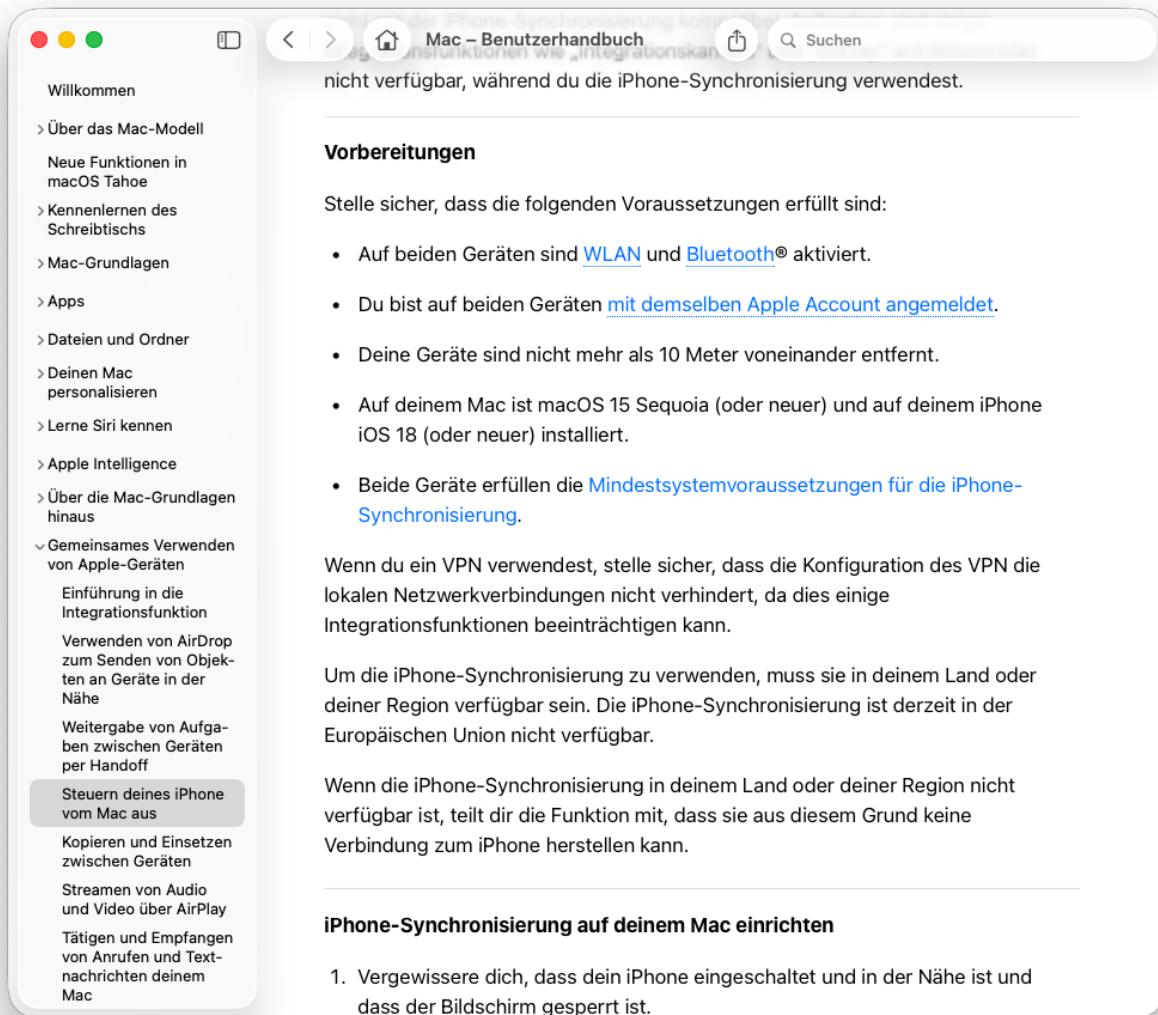 Mac – Benutzerhandbuch
Suchen
Willkommen
Über das Mac-Modell
Neue Funktionen in
macOS Tahoe
Kennenlernen des
Schreibtischs
Mac-Grundlagen
Apps
Dateien und Ordner
Deinen Mac
personalisieren
Lerne Siri kennen
Apple Intelligence
Über die Mac-Grundlagen
hinaus
Gemeinsames Verwenden
von Apple-Geräten
Einführung in die
Integrationsfunktion
Verwenden von AirDrop
zum Senden von Objek-
ten an Geräte in der
Nähe
Weitergabe von Aufga-
ben zwischen Geräten
per Handoff
Steuern deines iPhone
vom Mac aus
Kopieren und Einsetzen
zwischen Geräten
Streamen von Audio
und Video über AirPlay
Tätigen und Empfangen
von Anrufen und Text-
nachrichten deinem
Mac
nicht mit der iPhone-Synchronisierung
nicht verfügbar, während du die iPhone-Synchronisierung verwendest.
Vorbereitungen
Stelle sicher, dass die folgenden Voraussetzungen erfüllt sind:
• Auf beiden Geräten sind WLAN und Bluetooth® aktiviert.
• Du bist auf beiden Geräten mit demselben Apple Account angemeldet.
• Deine Geräte sind nicht mehr als 10 Meter voneinander entfernt.
• Auf deinem Mac ist macOS 15 Sequoia (oder neuer) und auf deinem iPhone
iOS 18 (oder neuer) installiert.
• Beide Geräte erfüllen die Mindestsystemvoraussetzungen für die iPhone-
Synchronisierung.
Wenn du ein VPN verwendest, stelle sicher, dass die Konfiguration des VPN die
lokalen Netzwerkverbindungen nicht verhindert, da dies einige
Integrationsfunktionen beeinträchtigen kann.
Um die iPhone-Synchronisierung zu verwenden, muss sie in deinem Land oder
deiner Region verfügbar sein. Die iPhone-Synchronisierung ist derzeit in der
Europäischen Union nicht verfügbar.
Wenn die iPhone-Synchronisierung in deinem Land oder deiner Region nicht
verfügbar ist, teilt dir die Funktion mit, dass sie aus diesem Grund keine
Verbindung zum iPhone herstellen kann.
iPhone-Synchronisierung auf deinem Mac einrichten
1. Vergewissere dich, dass dein iPhone eingeschaltet und in der Nähe ist und
dass der Bildschirm gesperrt ist.